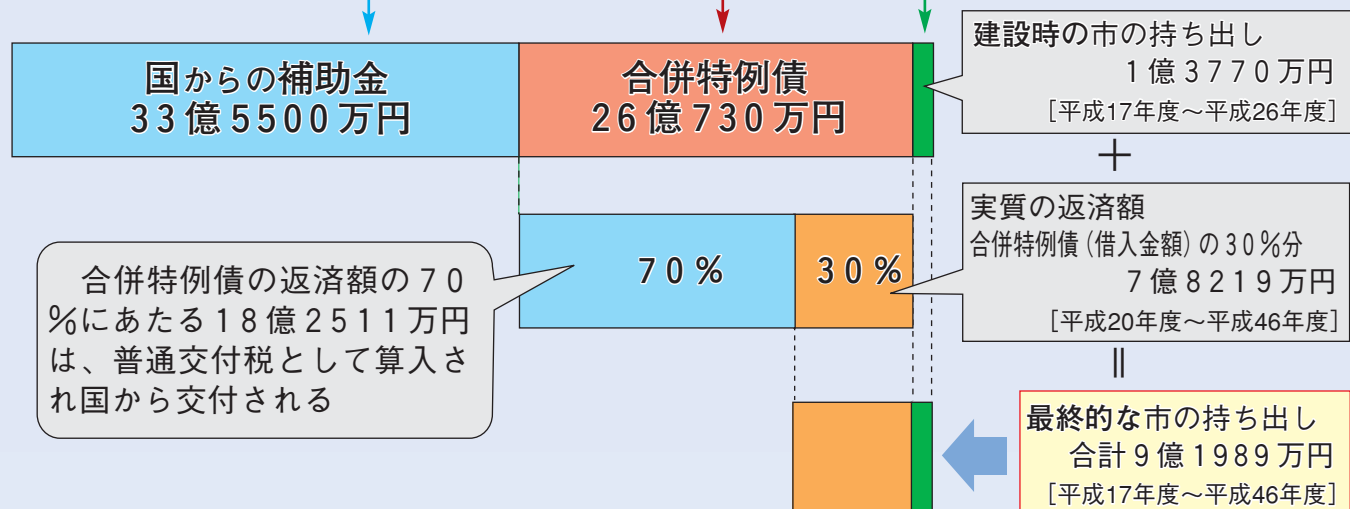 国からの補助金
33億5500万円
合併特例債
26億730万円
建設時の市の持ち出し
1億3770万円
[平成17年度~平成26年度]
＋
実質の返済額
合併特例債(借入金額)の30%分
7億8219万円
[平成20年度~平成46年度]
=
70%
30%
合併特例債の返済額の70
%にあたる18億2511万円
は、普通交付税として算入さ
れ国から交付される
最終的な市の持ち出し
合計9億1989万円
[平成17年度~平成46年度]